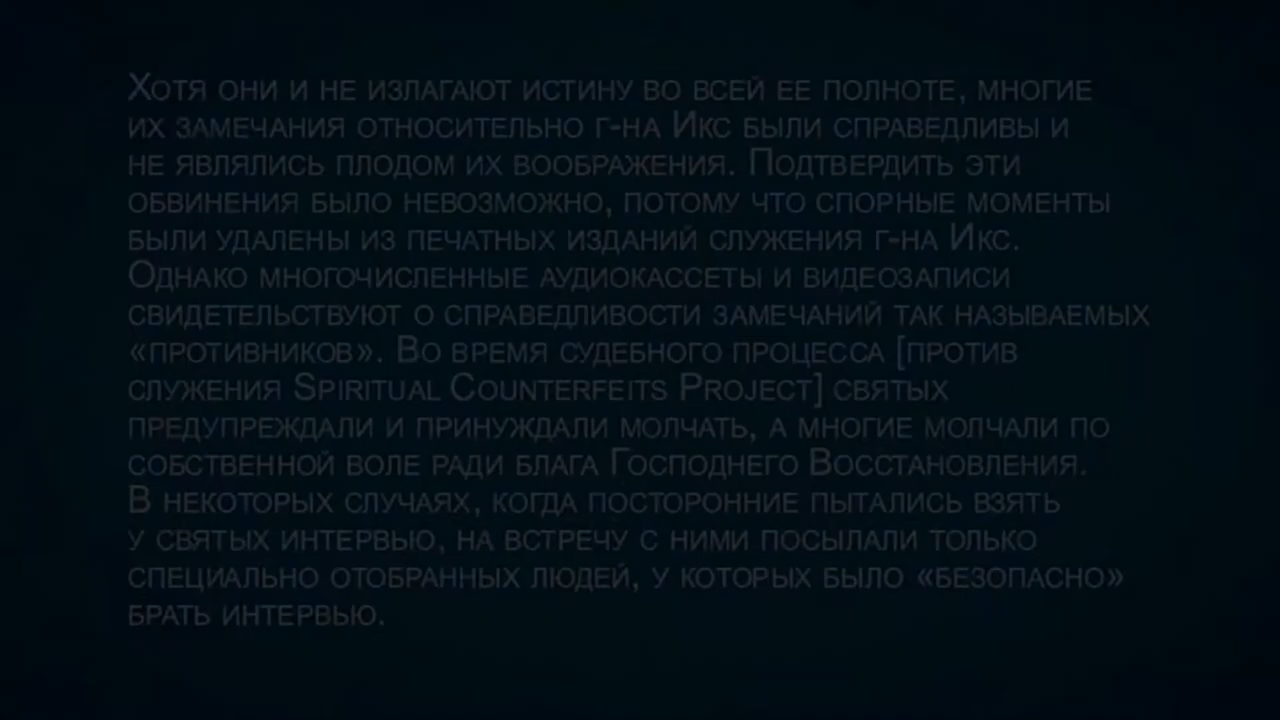 Хотя они и не излагают истину во всей ее полноте, многие
их замечания относительно г-на Икс были справедливы и
не являлись плодом их воображения. Подтвердить эти
обвинения было невозможно, потому что спорные моменты
были удалены из печатных изданий служения г-на Икс.
Однако многочисленные аудиокассеты и видеозаписи
свидетельствуют о справедливости замечаний так называемых
«противников». Во время судебного процесса [против
служения Spiritual Counterfeits Project] святых
предупреждали и принуждали молчать, а многие молчали по
собственной воле ради блага Господнего Восстановления.
В некоторых случаях, когда посторонние пытались взять
у святых интервью, на встречу с ними посылали только
специально отобранных людей, у которых было «безопасно»
брать интервью.